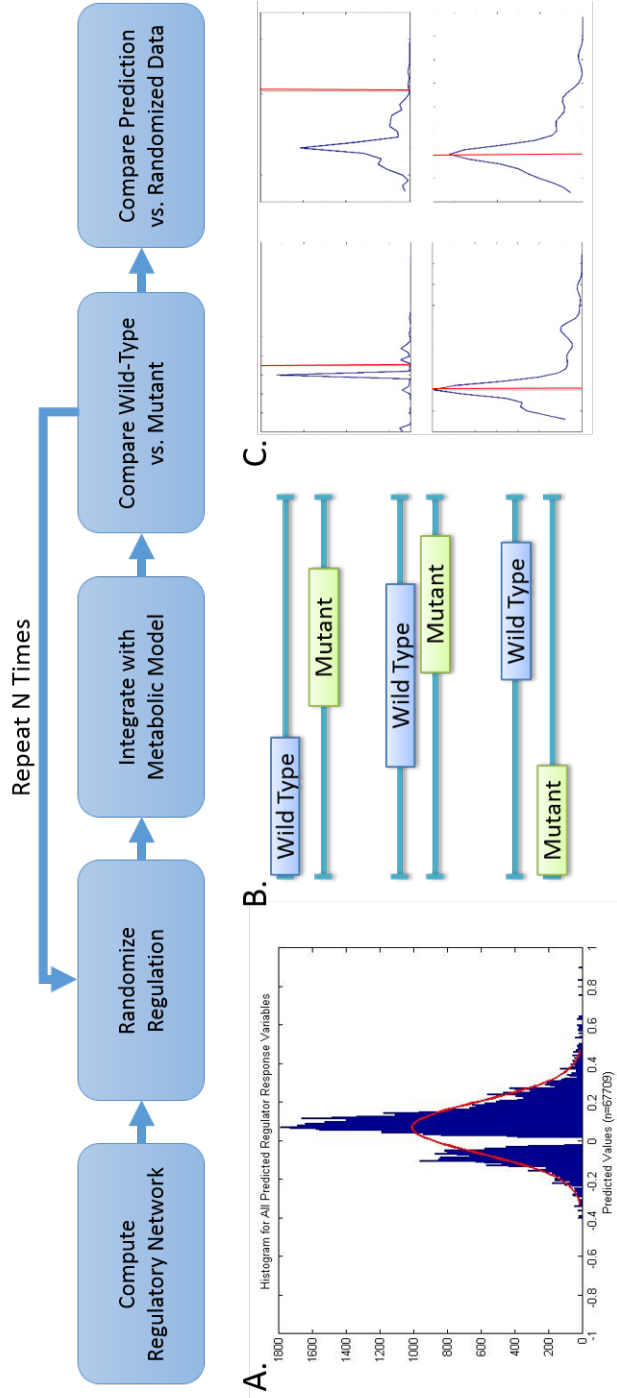 Repeat N Times
Compute
Regulatory Network
Randomize
Regulation
Integrate with
Metabolic Model
Compare Wild-Type
vs. Mutant
Compare Prediction
vs. Randomized Data
A.
Histogram for All Predicted Regulator Response Variables
1800
1600
1400
1200
1000
800
600
400
200
0
-1
-0.8
-0.6
-0.4
-0.2
0
0.2
0.4
0.6
0.8
1
Predicted Values (n=67709)
B.
Wild Type
Mutant
Wild Type
Mutant
Wild Type
Mutant
C.